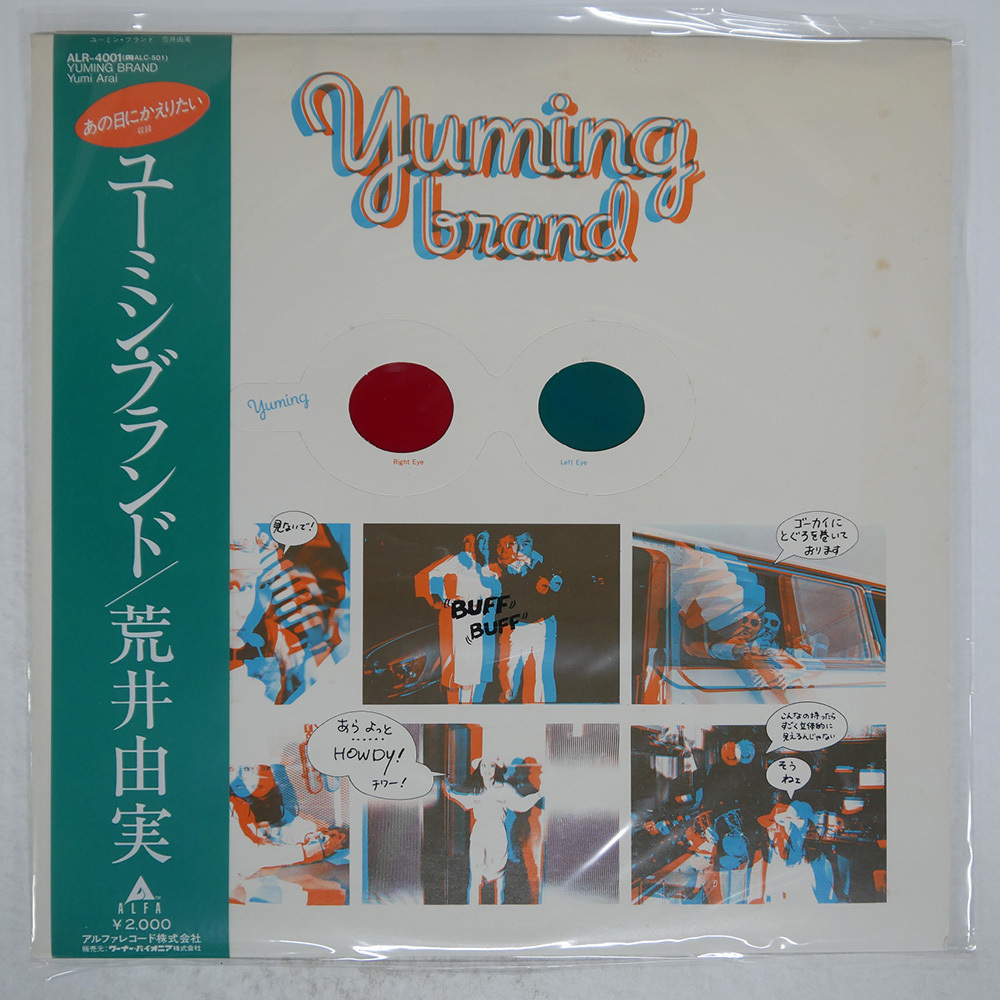 ユーミン・ブランド 荒井由実
ALR-4001(旧ALC-501)
YUMING BRAND
Yumi Arai
あの日にかえりたい
収録
ユーミン・ブランド/荒井由実
ALFA
¥2,000
アルファレコード株式会社
販売元:ワーナー・パイオニア株式会社
Yuming
brand
Yuming
Right Eye
Left Eye
見ないで!
"BUFF"
"BUFF"
ゴーカイに
とぐろを巻いて
おります
あら よっと
……
HOWDY!
チワー!
こんなの持ったら
すごく立体的に
見えるんじゃない
そう
ねェ